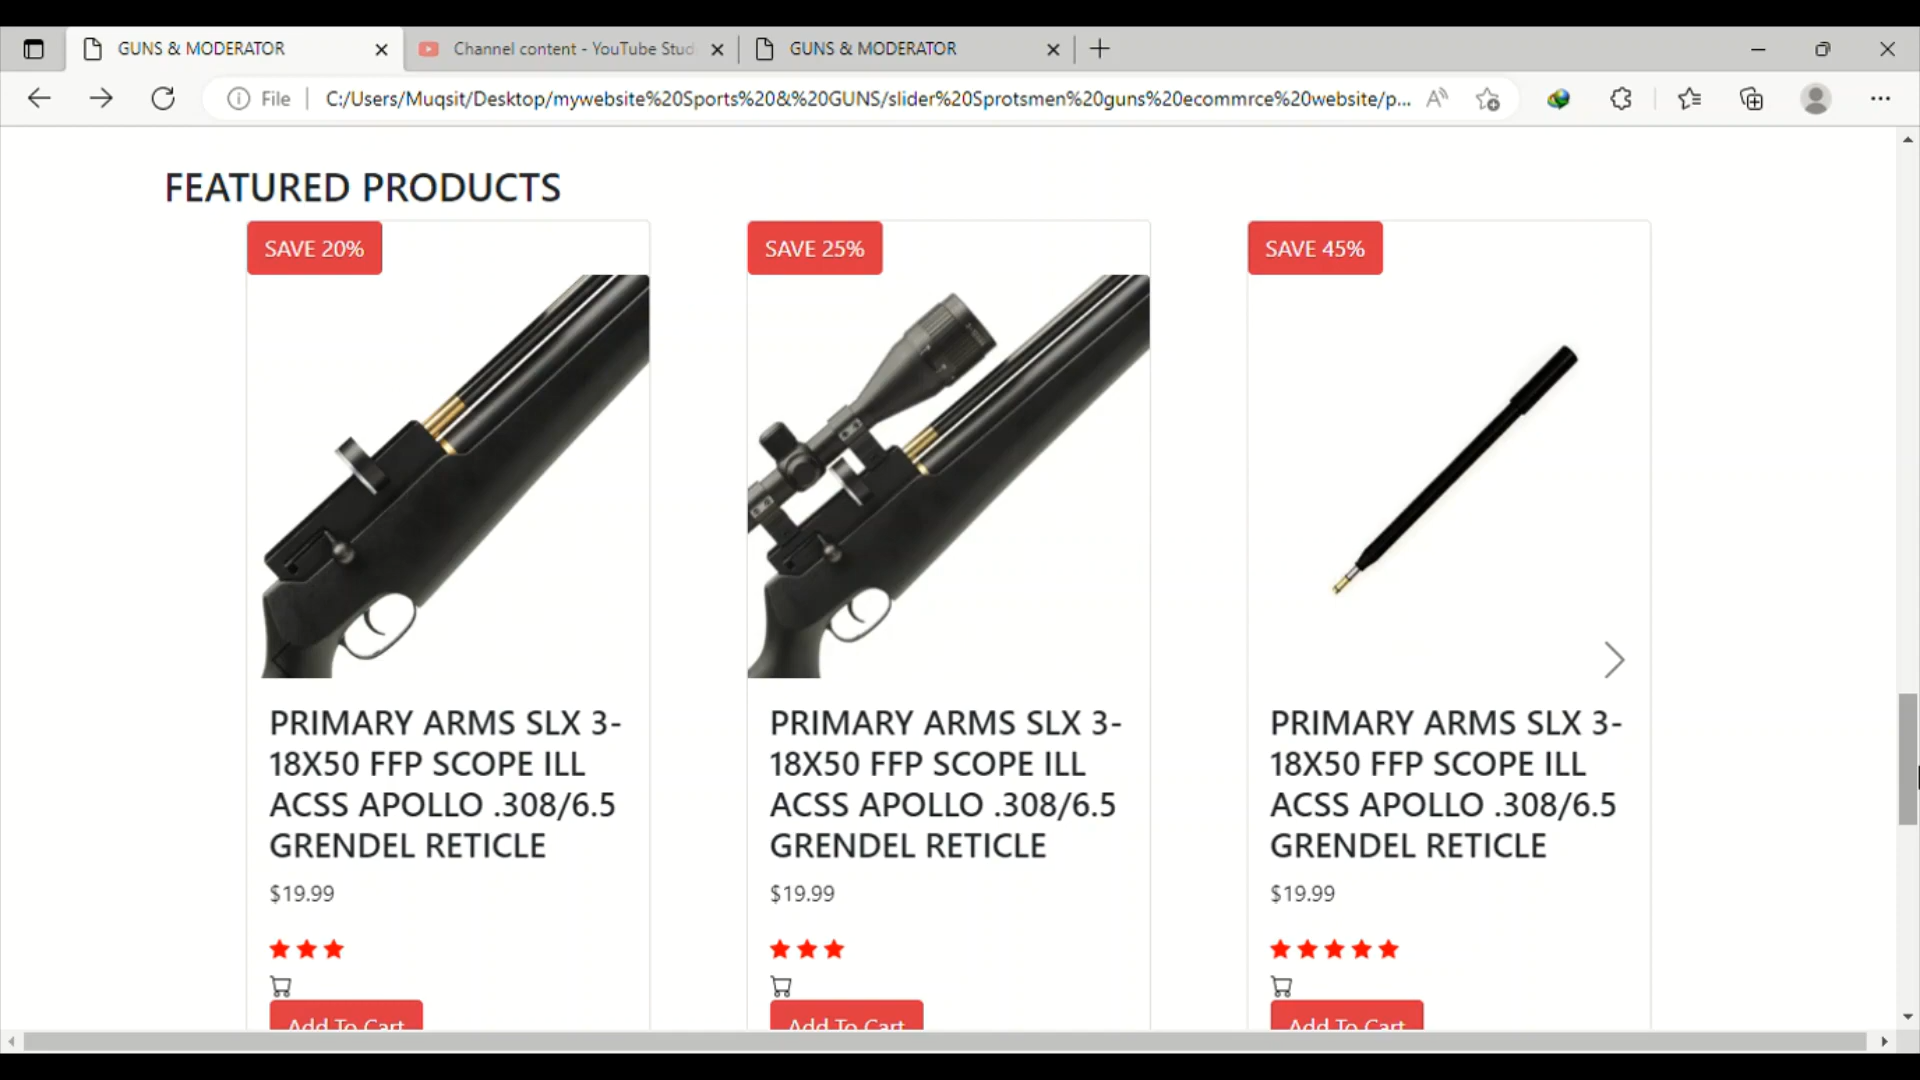 GUNS & MODERATOR
Channel content - YouTube Stud
GUNS & MODERATOR
File
C:/Users/Muqsit/Desktop/mywebsite%20Sports%20&%20GUNS/slider%20Sprotsmen%20guns%20ecommrce%20website/p...
FEATURED PRODUCTS
SAVE 20%
SAVE 25%
SAVE 45%
PRIMARY ARMS SLX 3-
18X50 FFP SCOPE ILL
ACSS APOLLO .308/6.5
GRENDEL RETICLE
$19.99
Add To Cart
PRIMARY ARMS SLX 3-
18X50 FFP SCOPE ILL
ACSS APOLLO .308/6.5
GRENDEL RETICLE
$19.99
Add To Cart
PRIMARY ARMS SLX 3-
18X50 FFP SCOPE ILL
ACSS APOLLO .308/6.5
GRENDEL RETICLE
$19.99
Add To Cart